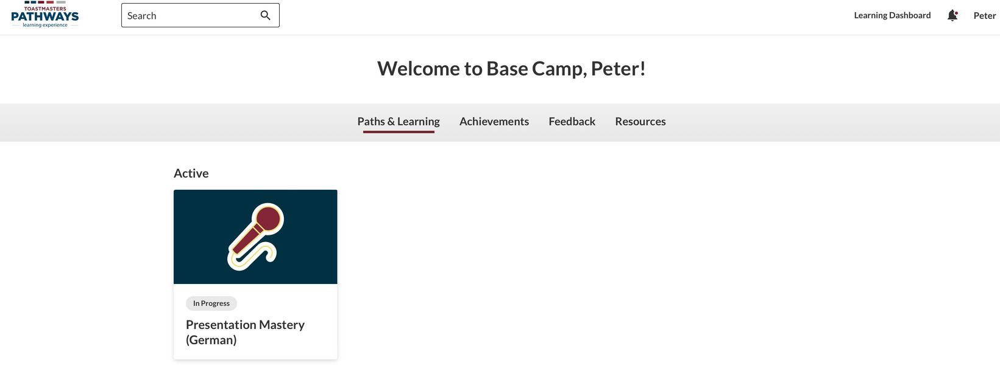 TOASTMASTERS
PATHWAYS
learning experience
Search
Learning Dashboard
Peter
Welcome to Base Camp, Peter!
Paths & Learning
Achievements
Feedback
Resources
Active
In Progress
Presentation Mastery
(German)